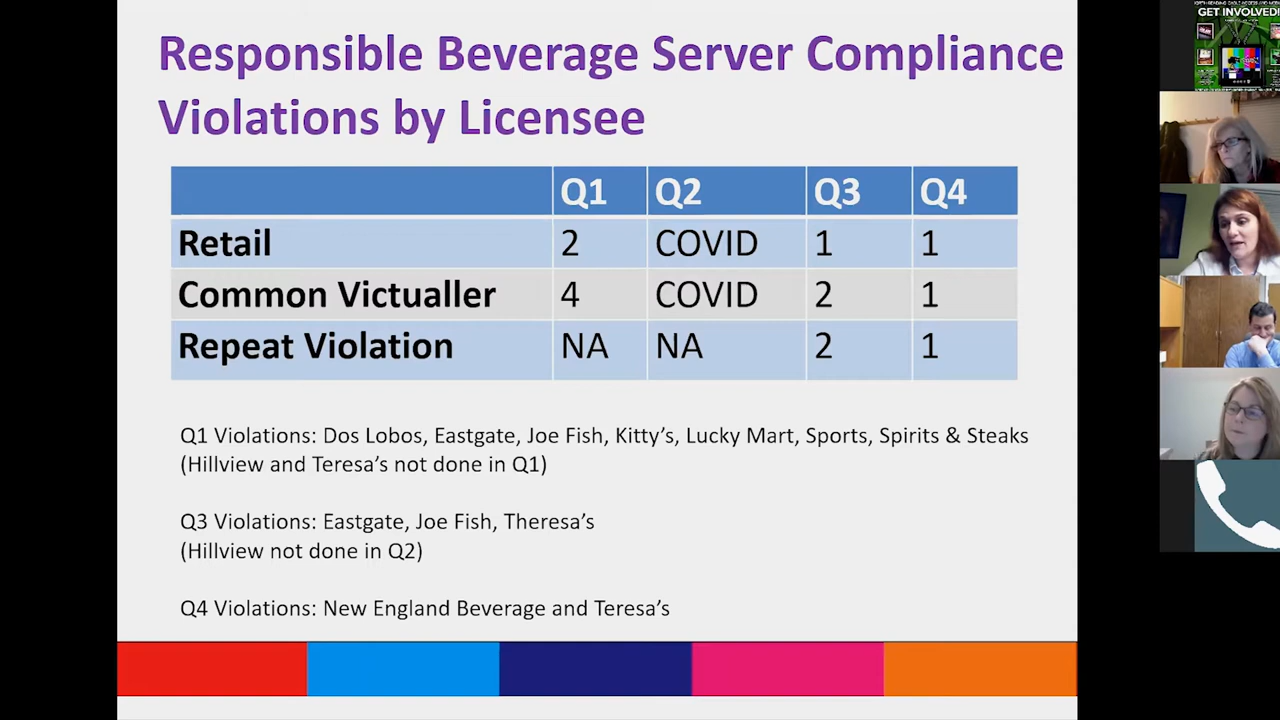 Responsible Beverage Server Compliance
Violations by Licensee
Q1 Q2 Q3 Q4
Retail 2 COVID 1 1
Common Victualler 4 COVID 2 1
Repeat Violation NA NA 2 1
Q1 Violations: Dos Lobos, Eastgate, Joe Fish, Kitty’s, Lucky Mart, Sports, Spirits & Steaks
(Hillview and Teresa’s not done in Q1)
Q3 Violations: Eastgate, Joe Fish, Theresa’s
(Hillview not done in Q2)
Q4 Violations: New England Beverage and Teresa’s
GET INVOLVED!